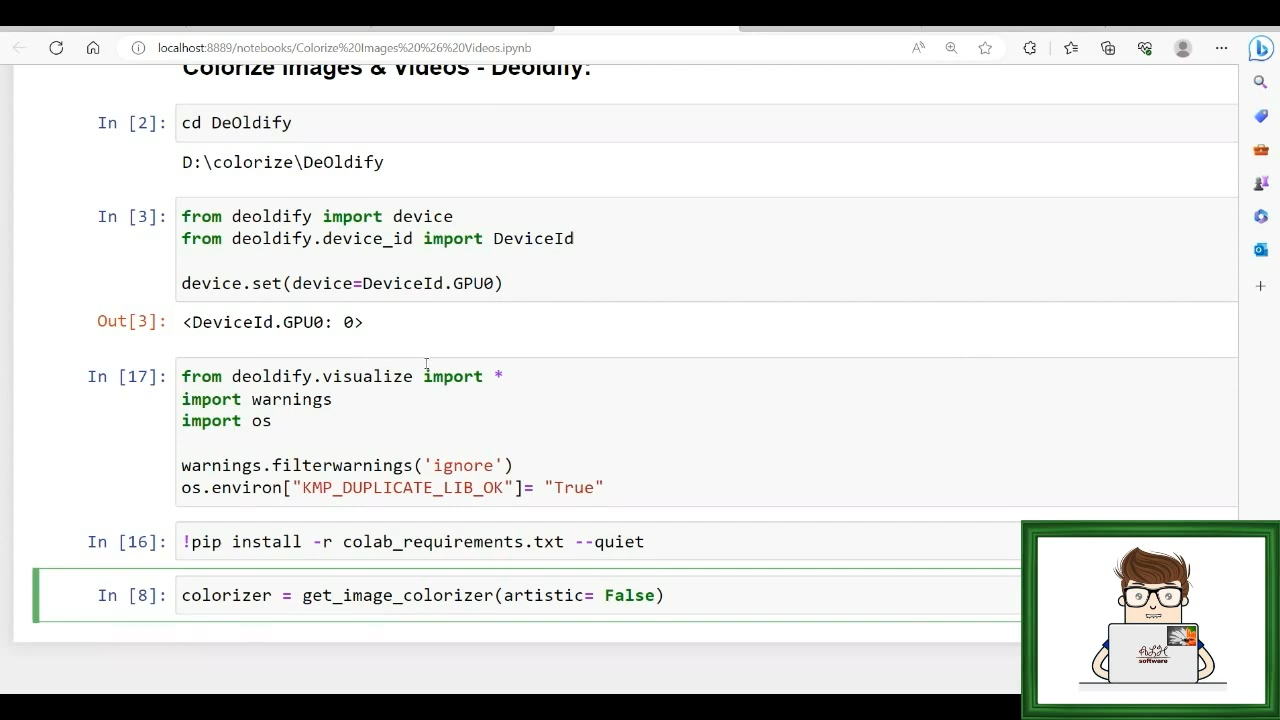 localhost:8889/notebooks/Colorize%20Images%20%26%20Videos.ipynb
Colorize Images & Videos - Deoldify:
In [2]:
cd DeOldify
D:\colorize\DeOldify
In [3]:
from deoldify import device
from deoldify.device_id import DeviceId
device.set(device=DeviceId.GPU0)
Out[3]:
<DeviceId.GPU0: 0>
In [17]:
from deoldify.visualize import *
import warnings
import os
warnings.filterwarnings('ignore')
os.environ["KMP_DUPLICATE_LIB_OK"]= "True"
In [16]:
!pip install -r colab_requirements.txt --quiet
In [8]:
colorizer = get_image_colorizer(artistic= False)
software